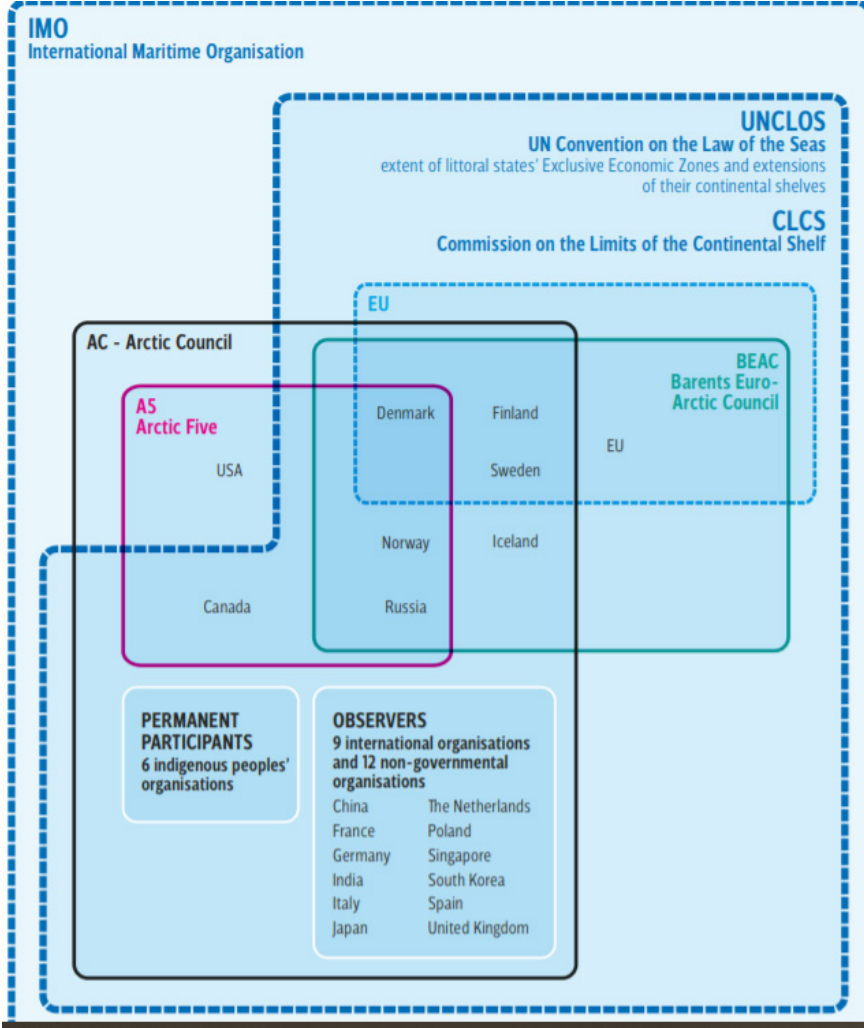 IMO
International Maritime Organisation
UNCLOS
UN Convention on the Law of the Seas
extent of littoral states' Exclusive Economic Zones and extensions
of their continental shelves
CLCS
Commission on the Limits of the Continental Shelf
EU
AC - Arctic Council
BEAC
Barents Euro-
Arctic Council
A5
Arctic Five
Denmark
Finland
EU
USA
Sweden
Norway
Iceland
Canada
Russia
PERMANENT
PARTICIPANTS
6 indigenous peoples'
organisations
OBSERVERS
9 international organisations
and 12 non-governmental
organisations
China The Netherlands
France Poland
Germany Singapore
India South Korea
Italy Spain
Japan United Kingdom